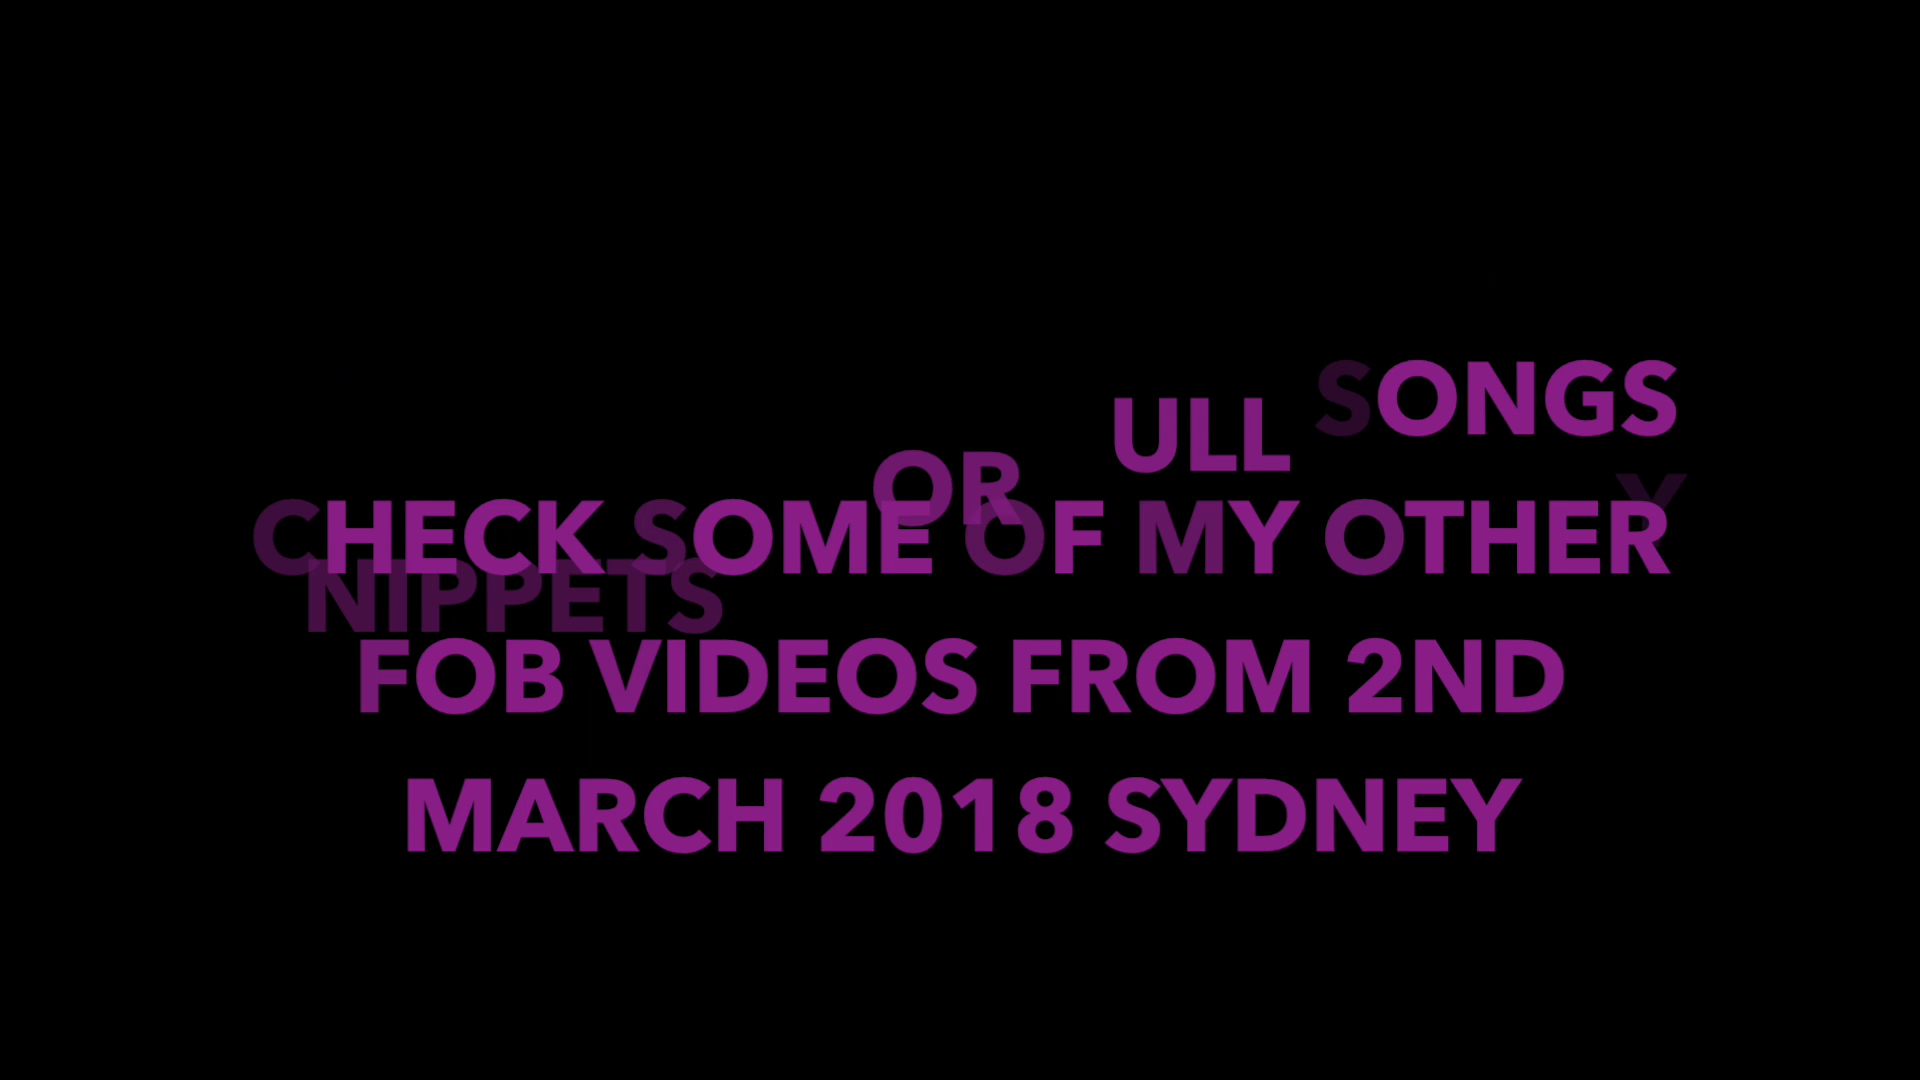 SONGS
ULL
OR
CHECK SOME OF MY OTHER
Y
NIPPETS
FOB VIDEOS FROM 2ND
MARCH 2018 SYDNEY